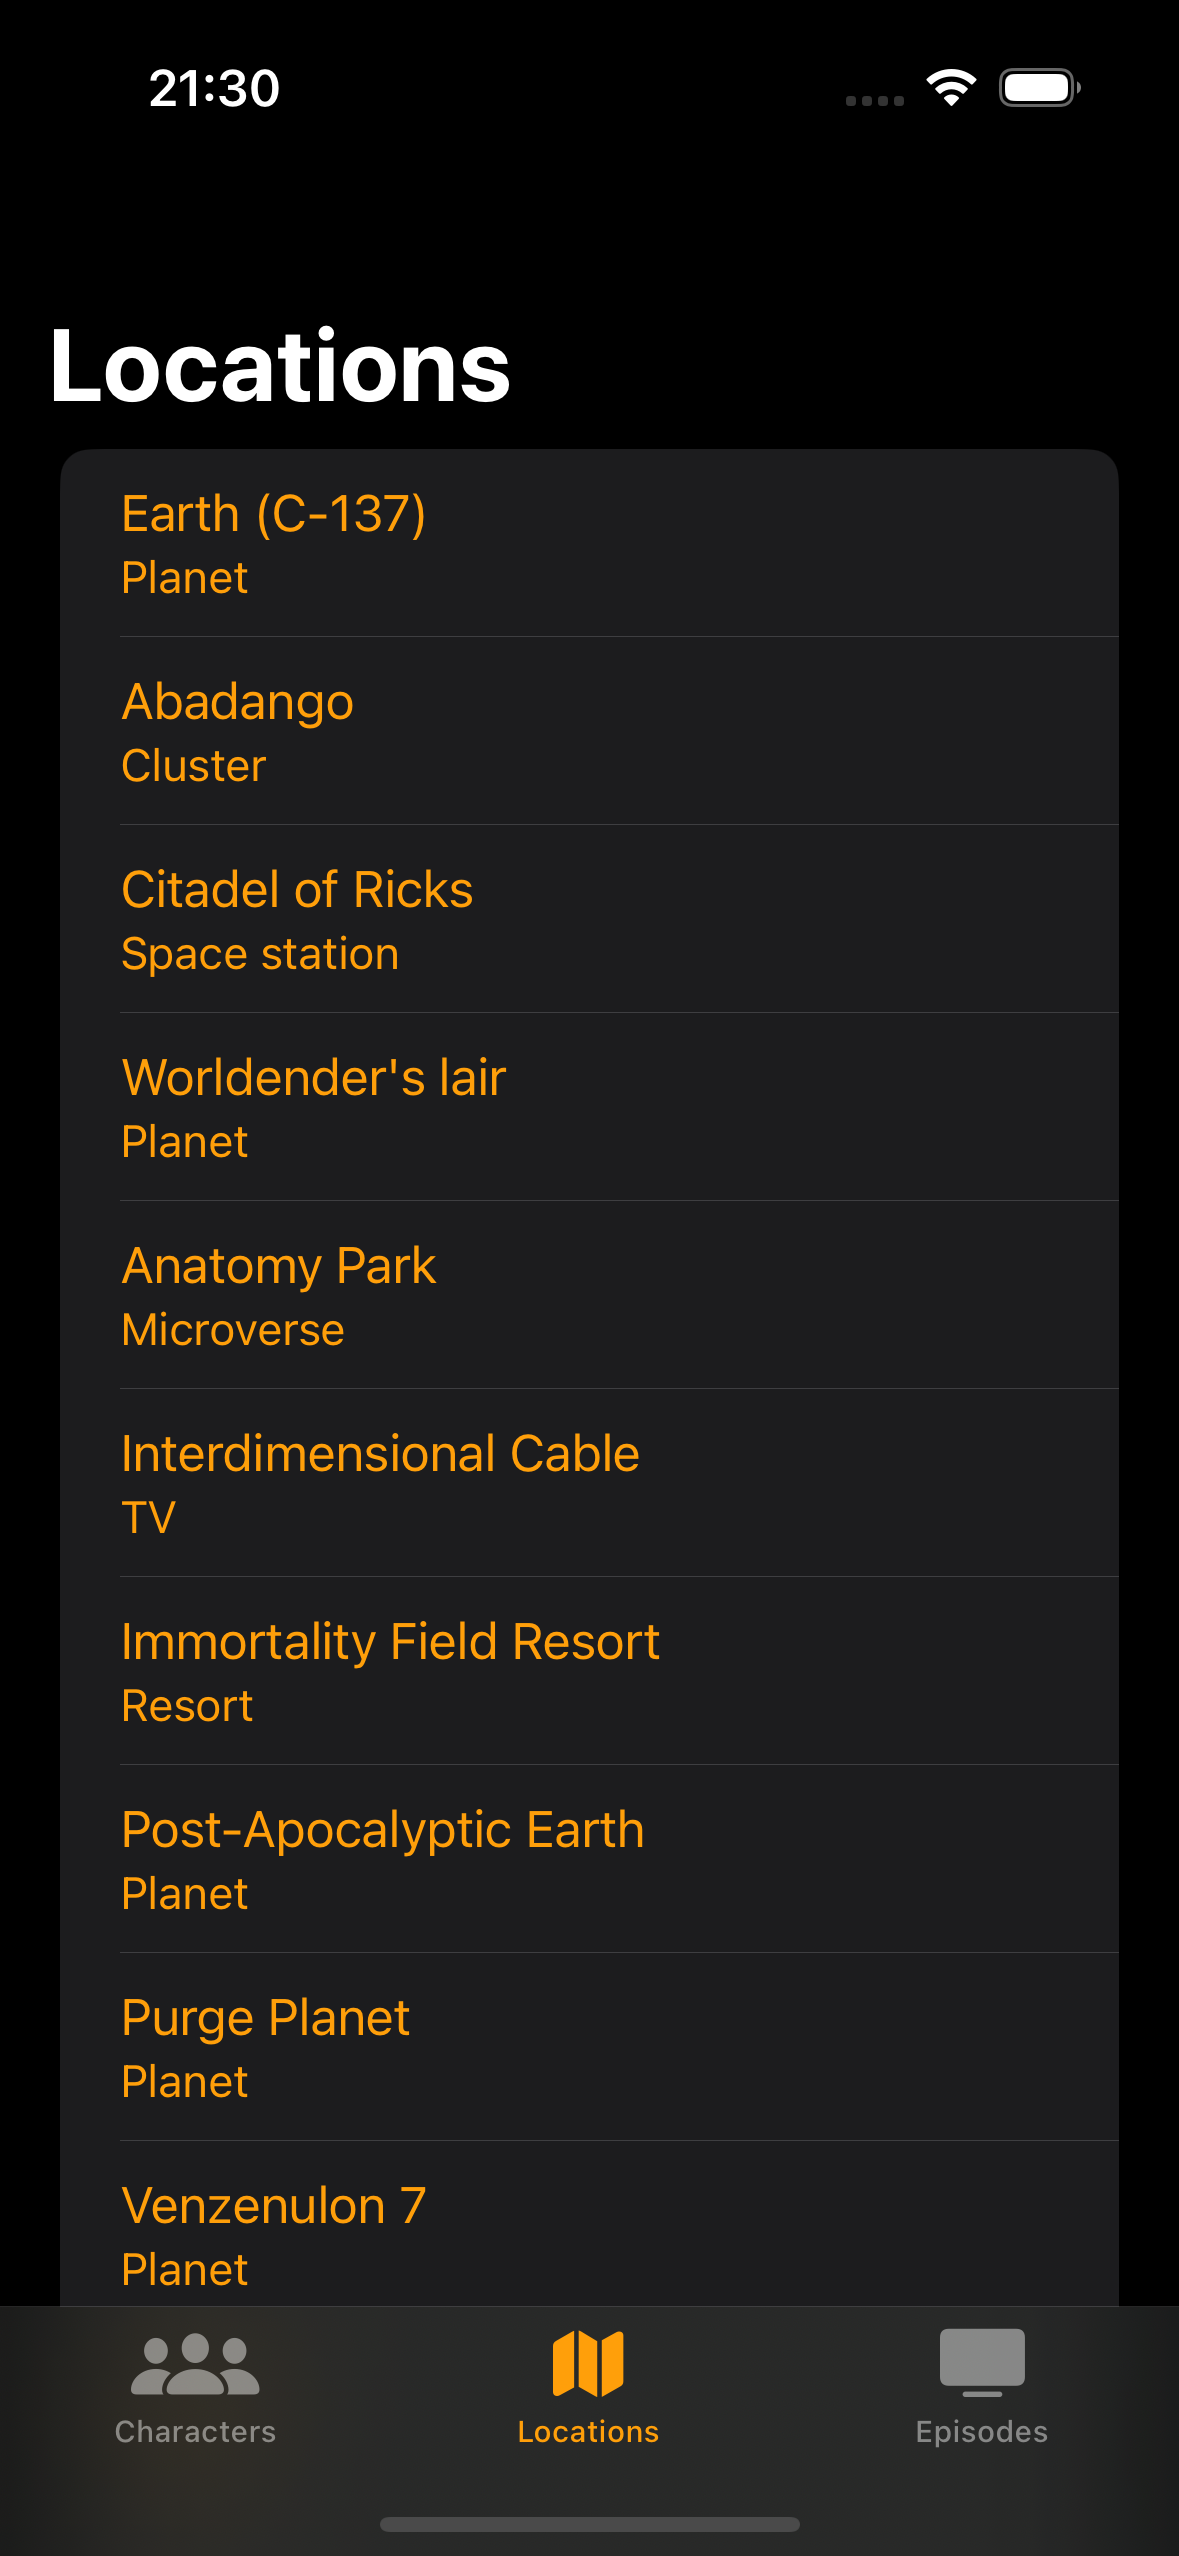 21:30
Locations
Earth (C-137)
Planet
Abadango
Cluster
Citadel of Ricks
Space station
Worldender's lair
Planet
Anatomy Park
Microverse
Interdimensional Cable
TV
Immortality Field Resort
Resort
Post-Apocalyptic Earth
Planet
Purge Planet
Planet
Venzenulon 7
Planet
Characters
Locations
Episodes